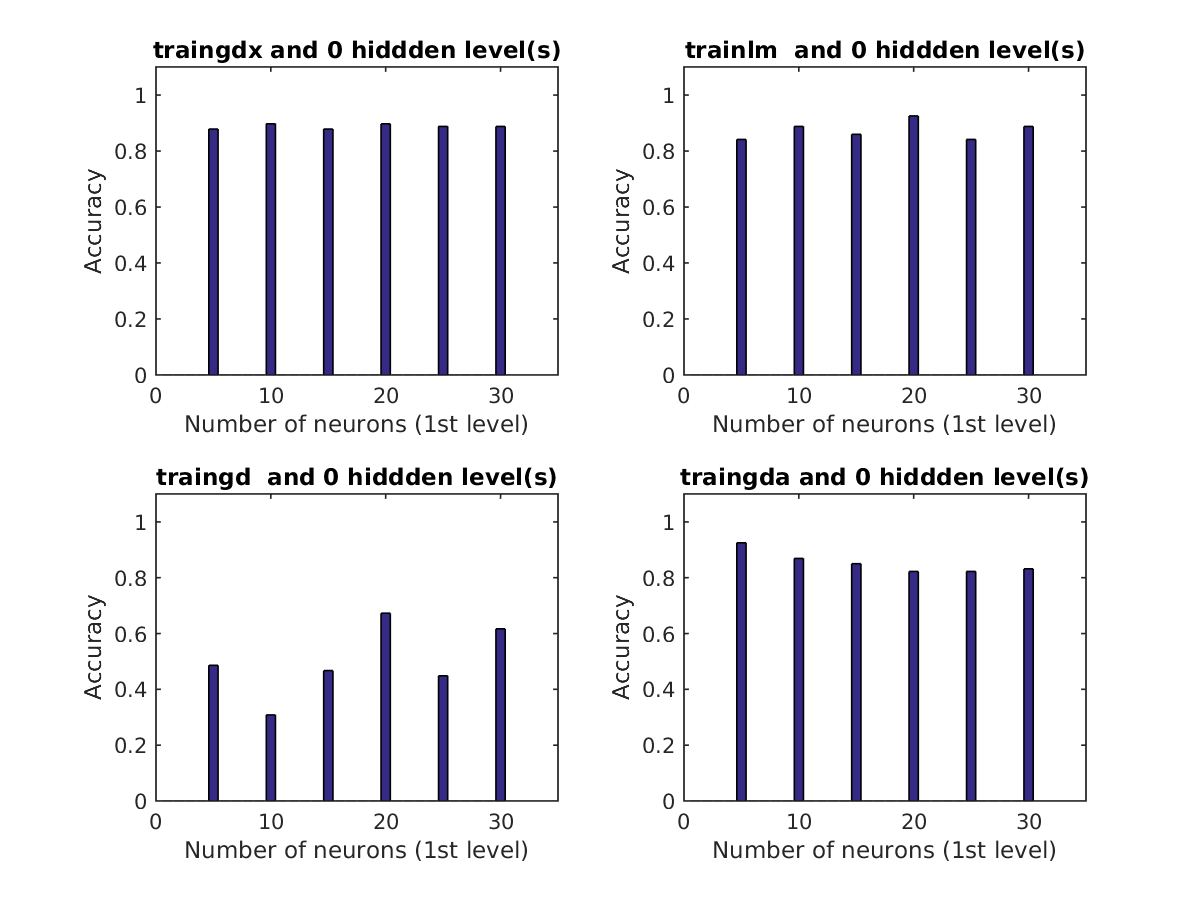 traingdx and 0 hiddden level(s)
1
0.8
0.6
0.4
0.2
0
Accuracy
0 10 20 30
Number of neurons (1st level)
trainlm and 0 hiddden level(s)
1
0.8
0.6
0.4
0.2
0
Accuracy
0 10 20 30
Number of neurons (1st level)
traingd and 0 hiddden level(s)
1
0.8
0.6
0.4
0.2
0
Accuracy
0 10 20 30
Number of neurons (1st level)
traingda and 0 hiddden level(s)
1
0.8
0.6
0.4
0.2
0
Accuracy
0 10 20 30
Number of neurons (1st level)